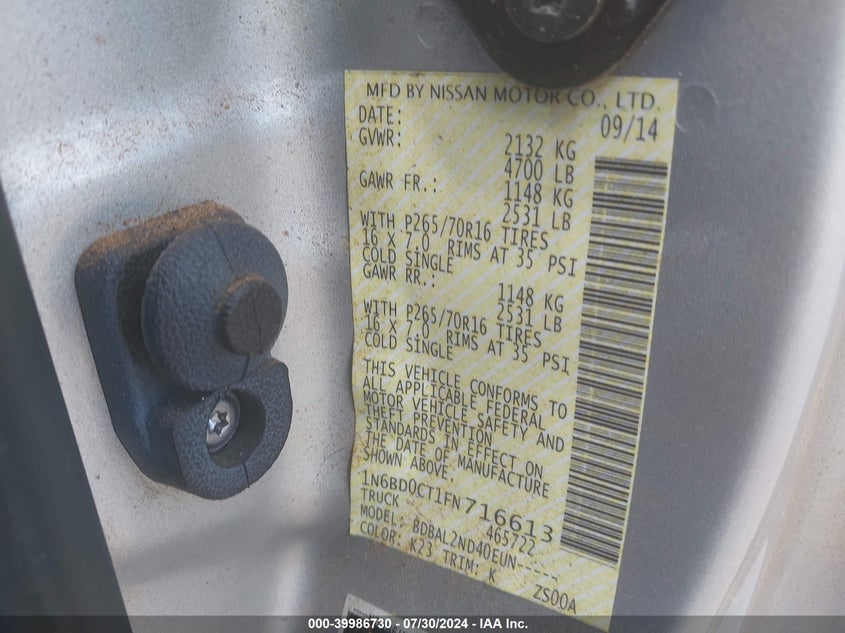 MFD BY NISSAN MOTOR CO., LTD.
DATE: 09/14
GVWR: 2132 KG
4700 LB
GAWR FR.: 1148 KG
2531 LB
WITH P265/70R16 TIRES
16 X 7.0 RIMS AT 35 PSI
COLD SINGLE
GAWR RR.: 1148 KG
2531 LB
WITH P265/70R16 TIRES
16 X 7.0 RIMS AT 35 PSI
COLD SINGLE
THIS VEHICLE CONFORMS TO
ALL APPLICABLE FEDERAL
MOTOR VEHICLE SAFETY AND
THEFT PREVENTION
STANDARDS IN EFFECT ON
THE DATE OF MANUFACTURE
SHOWN ABOVE.
1N6BD0CT1FN716613
TRUCK 465722
MODEL: BDBAL2ND40EUN-----
COLOR: K23 TRIM: K ZS00A
000-39986730 - 07/30/2024 - IAA Inc.